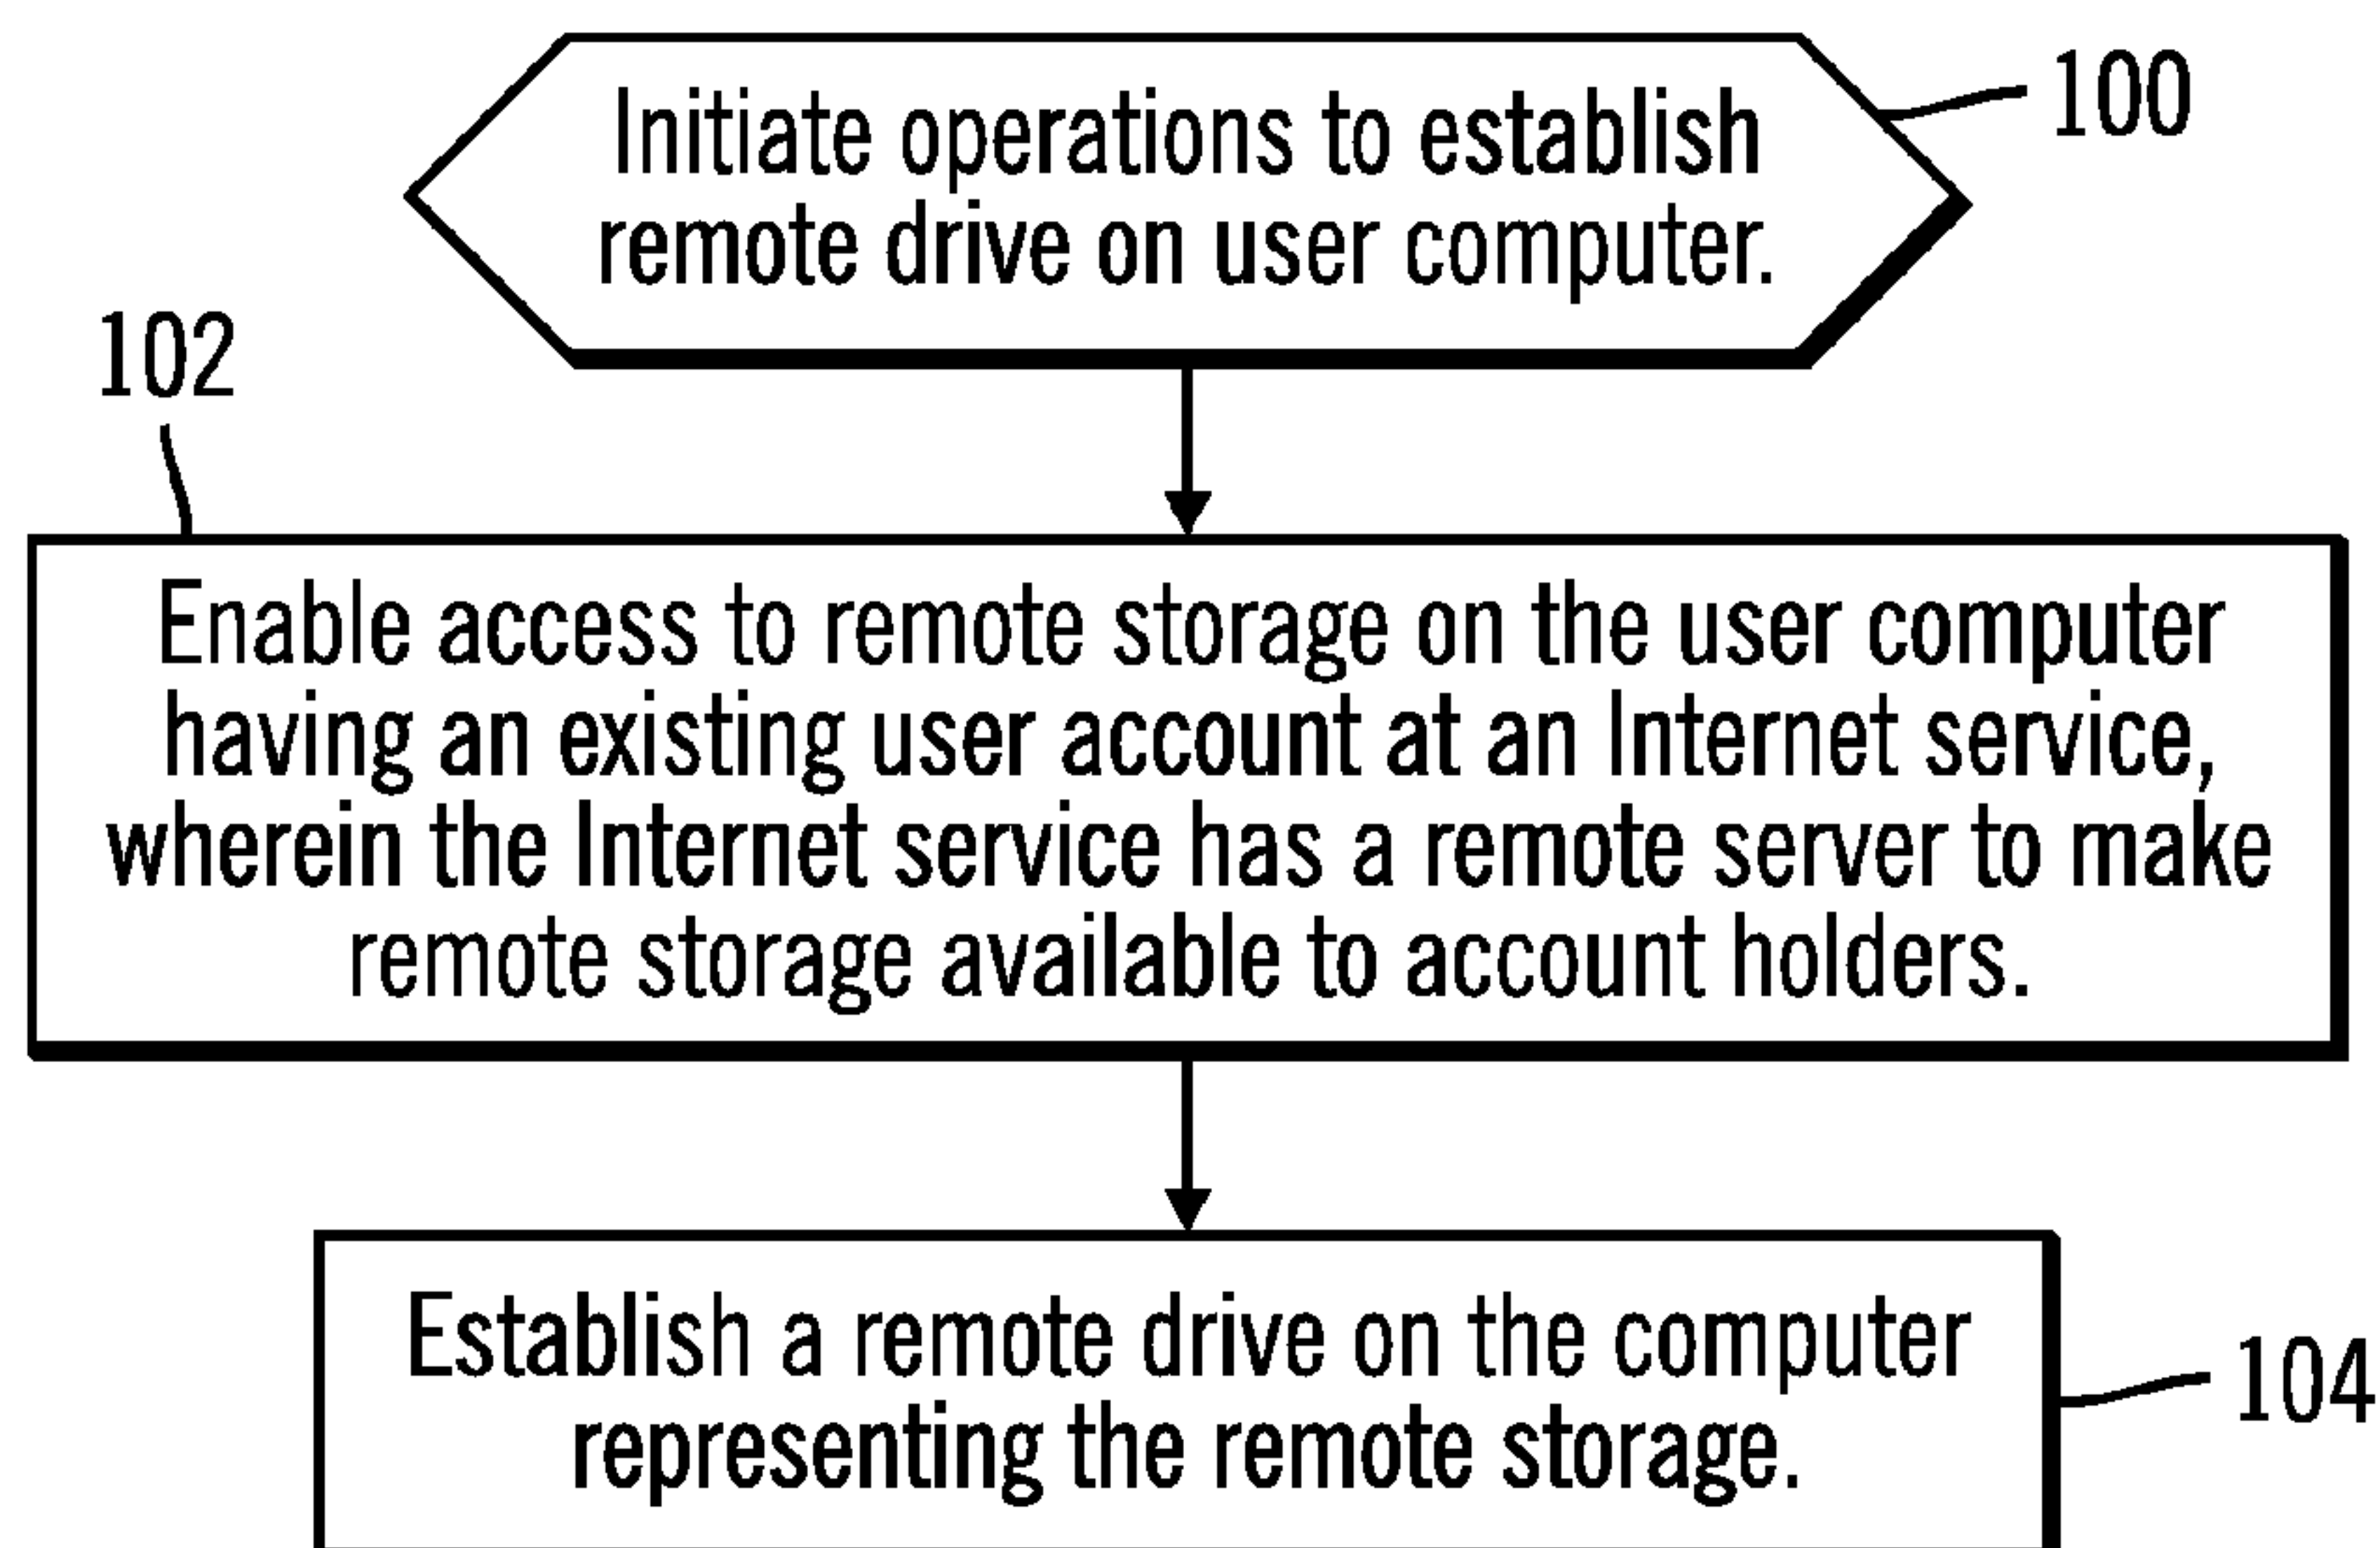 Initiate operations to establish
remote drive on user computer.
100
102
Enable access to remote storage on the user computer
having an existing user account at an Internet service,
wherein the Internet service has a remote server to make
remote storage available to account holders.
Establish a remote drive on the computer
representing the remote storage.
104